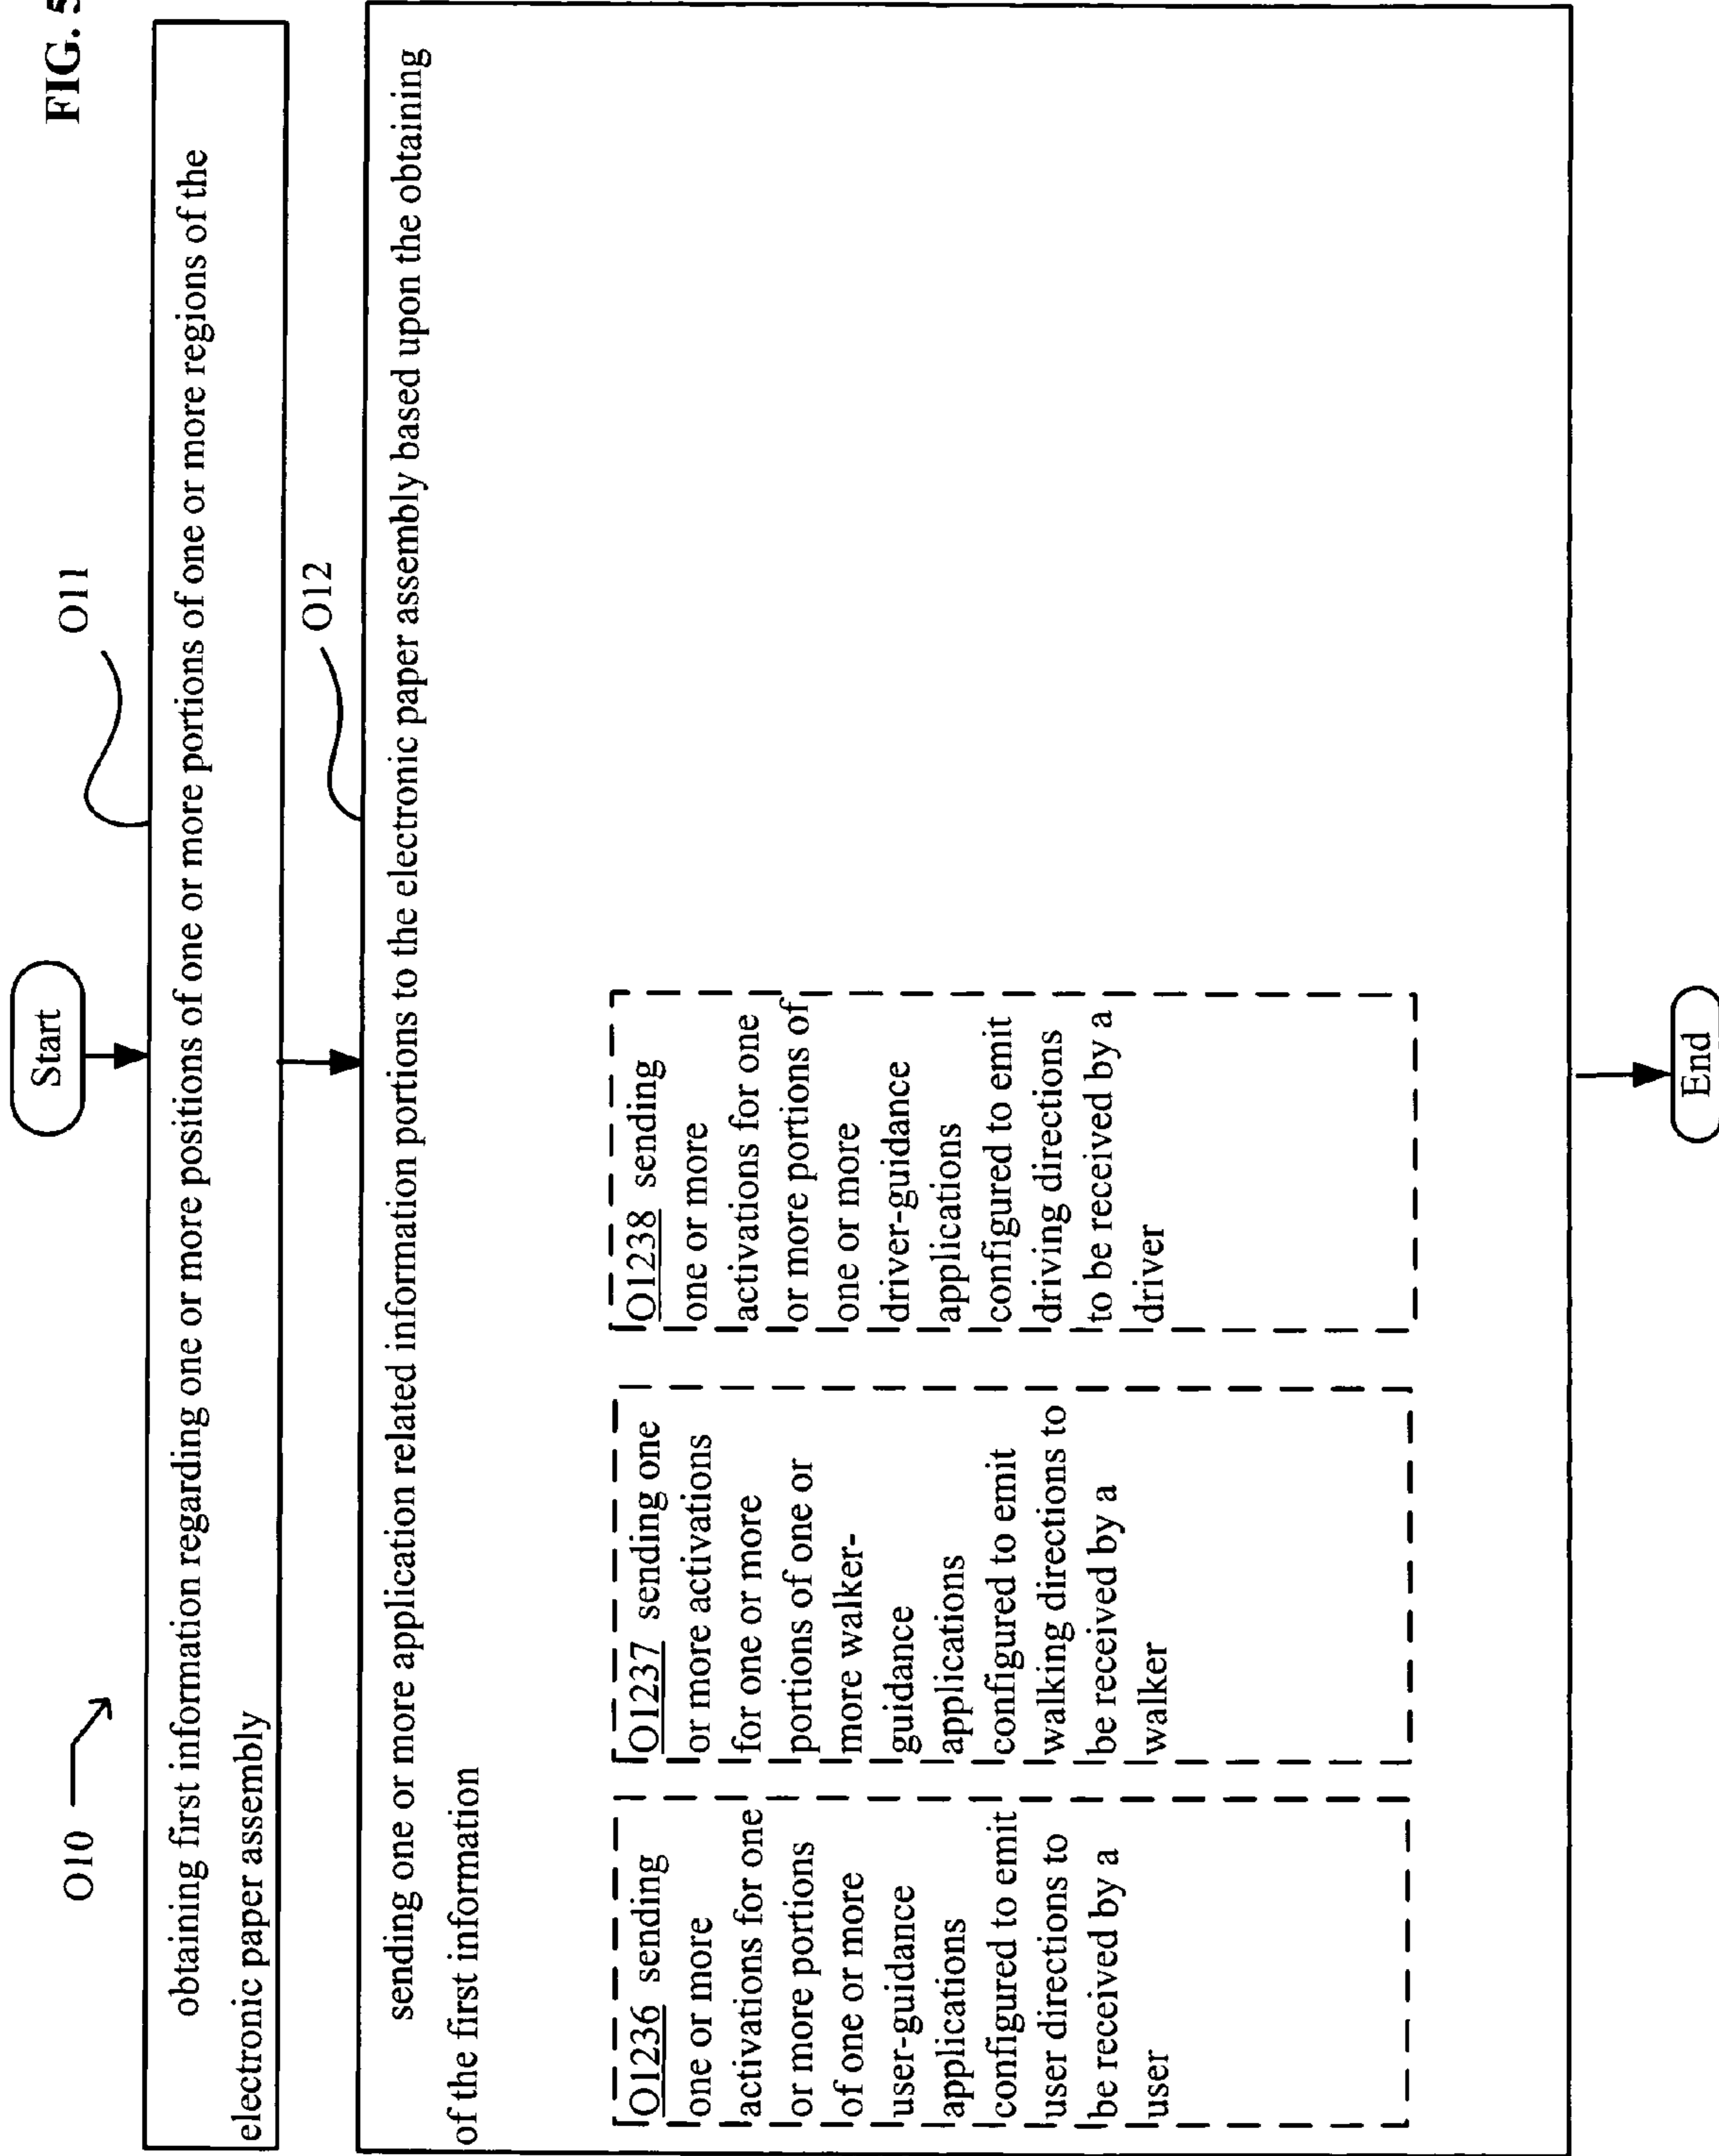 FIG. 5
O10
Start
O11
obtaining first information regarding one or more positions of one or more portions of one or more regions of the
electronic paper assembly
O12
sending one or more application related information portions to the electronic paper assembly based upon the obtaining
of the first information
O1236 sending
one or more
activations for one
or more portions
of one or more
user-guidance
applications
configured to emit
user directions to
be received by a
user
O1237 sending one
or more activations
for one or more
portions of one or
more walker-
guidance
applications
configured to emit
walking directions to
be received by a
walker
O1238 sending
one or more
activations for one
or more portions of
one or more
driver-guidance
applications
configured to emit
driving directions
to be received by a
driver
End